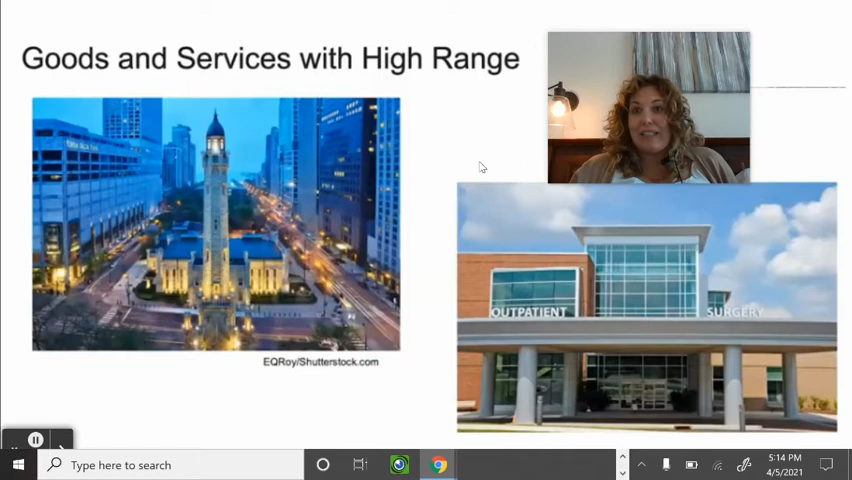 Goods and Services with High Range
OUTPATIENT
SURGERY
EQRoy/Shutterstock.com
Type here to search
5:14 PM
4/5/2021